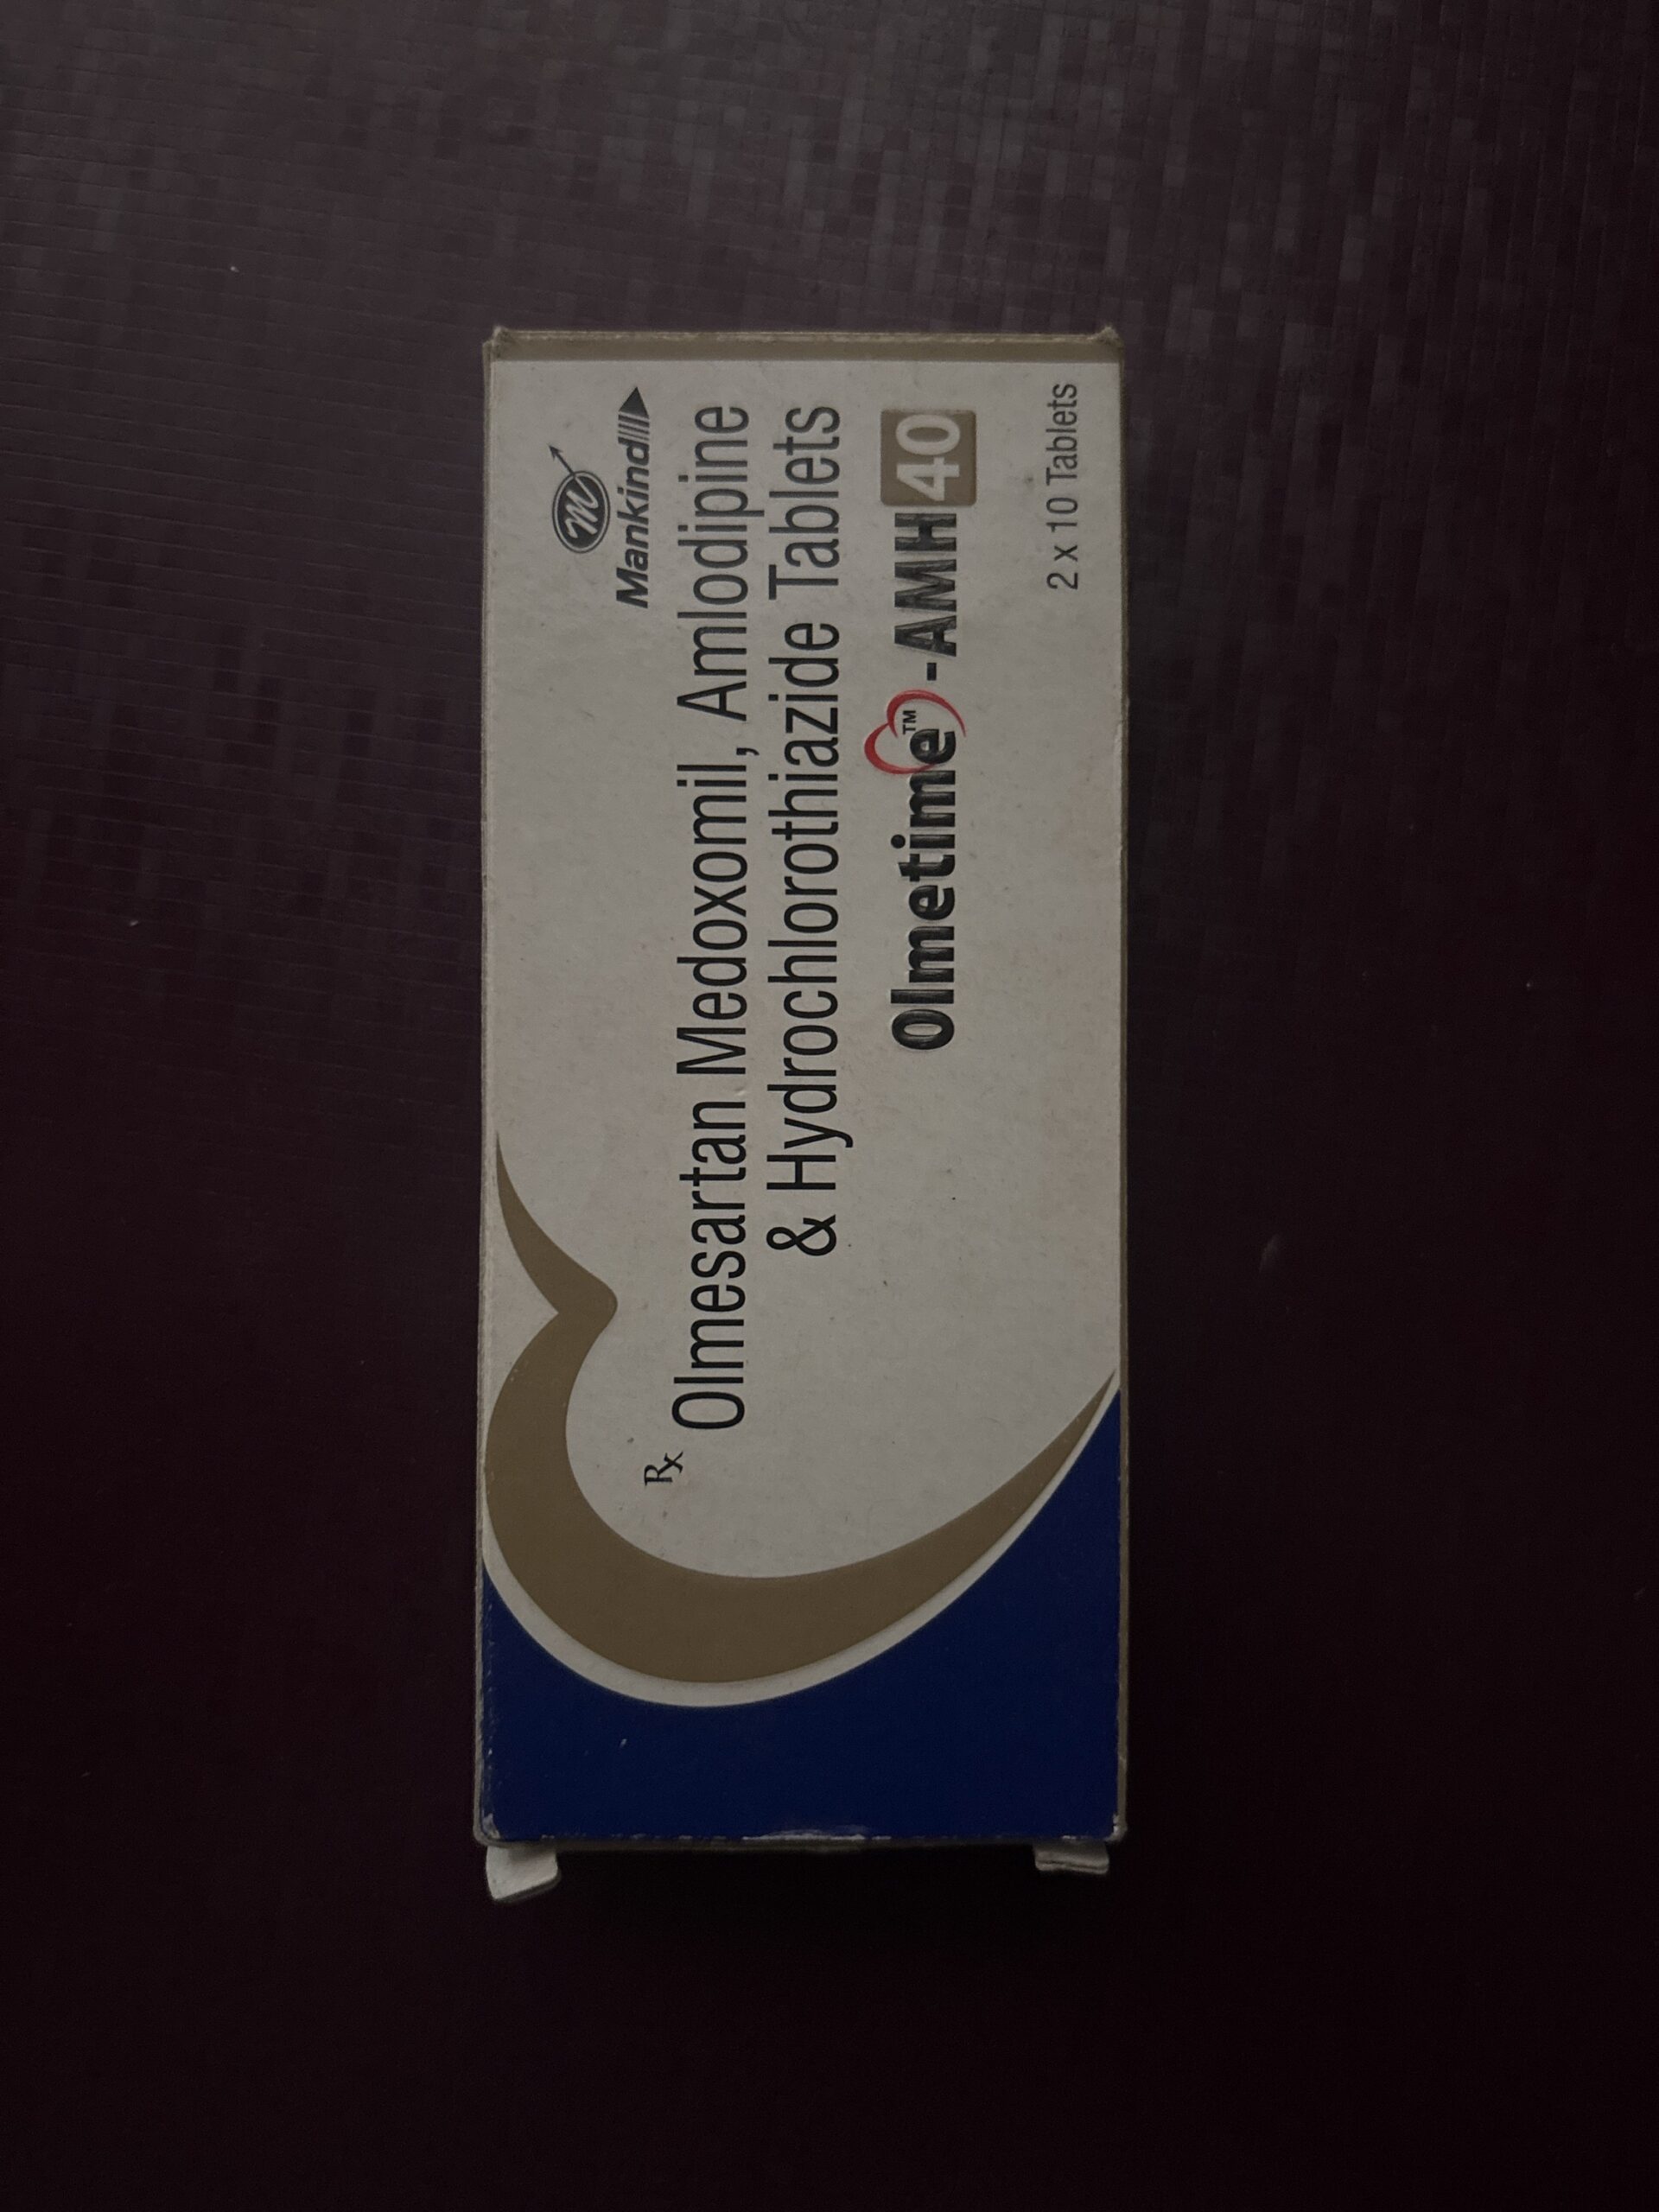 Mankind
Rx
Olmesartan Medoxomil, Amlodipine
& Hydrochlorothiazide Tablets
Olmetime™-AMH 40
2 x 10 Tablets